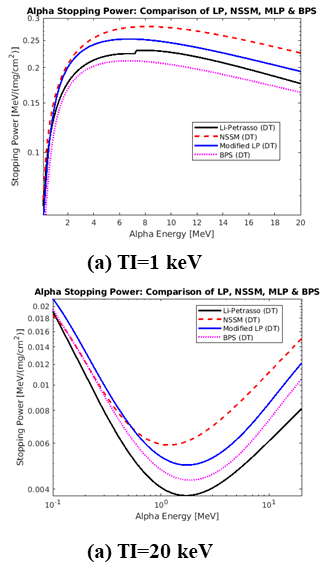 Alpha Stopping Power: Comparison of LP, NSSM, MLP & BPS
Stopping Power [MeV/(mg/cm²)]
0.3
0.25
0.2
0.15
0.1
Li-Petrasso (DT)
NSSM (DT)
Modified LP (DT)
BPS (DT)
2 4 6 8 10 12 14 16 18 20
Alpha Energy [MeV]
(a) TI=1 keV
Alpha Stopping Power: Comparison of LP, NSSM, MLP & BPS
Stopping Power [MeV/(mg/cm²)]
0.02
0.018
0.016
0.014
0.012
0.01
0.008
0.006
0.004
Li-Petrasso (DT)
NSSM (DT)
Modified LP (DT)
BPS (DT)
10⁻¹ 10⁰ 10¹
Alpha Energy [MeV]
(a) TI=20 keV